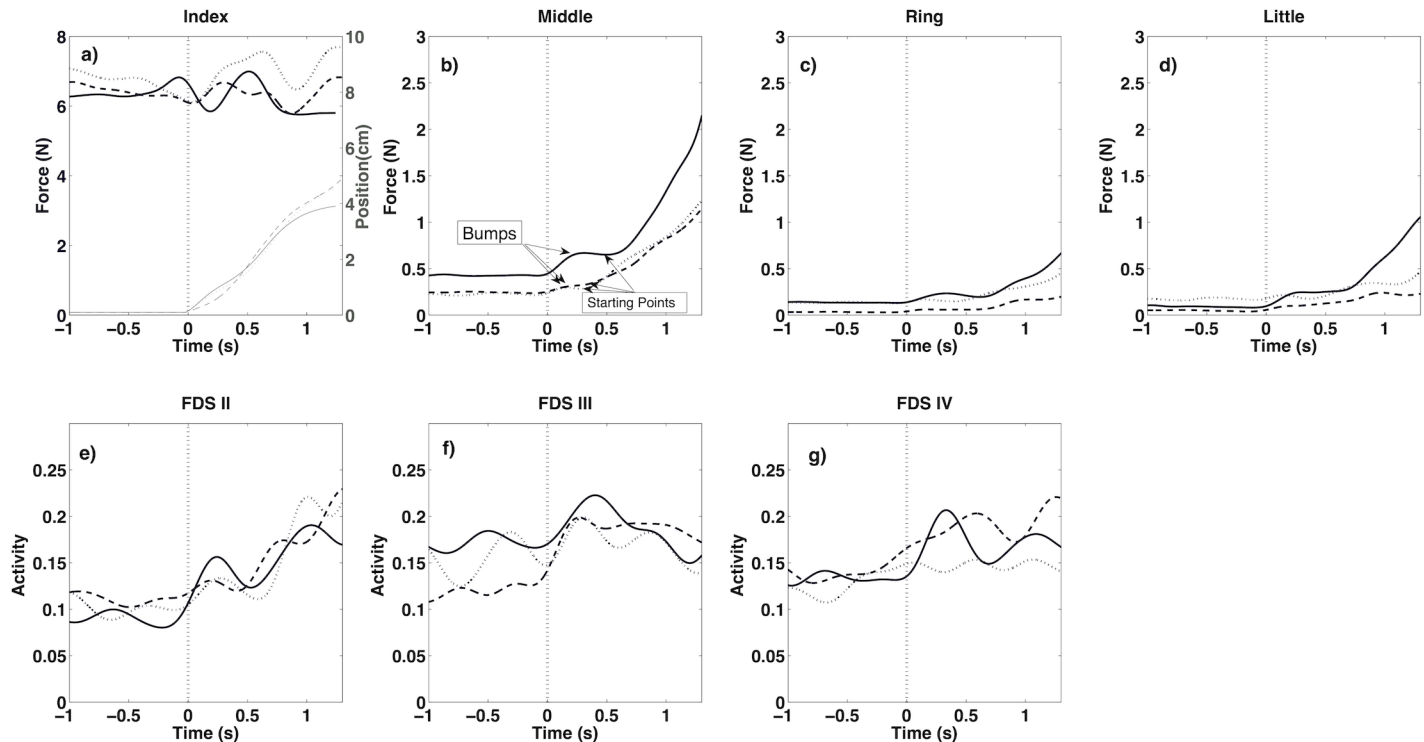 Index
Middle
Ring
Little
a)
b)
c)
d)
Force (N)
8
6
4
2
0
Position(cm)
10
8
6
4
2
0
−1 −0.5 0 0.5 1
Time (s)
Force (N)
3
2.5
2
1.5
1
0.5
0
Bumps
Starting Points
−1 −0.5 0 0.5 1
Time (s)
Force (N)
3
2.5
2
1.5
1
0.5
0
−1 −0.5 0 0.5 1
Time (s)
Force (N)
3
2.5
2
1.5
1
0.5
0
−1 −0.5 0 0.5 1
Time (s)
FDS II
FDS III
FDS IV
e)
f)
g)
Activity
0.25
0.2
0.15
0.1
0.05
0
−1 −0.5 0 0.5 1
Time (s)
Activity
0.25
0.2
0.15
0.1
0.05
0
−1 −0.5 0 0.5 1
Time (s)
Activity
0.25
0.2
0.15
0.1
0.05
0
−1 −0.5 0 0.5 1
Time (s)